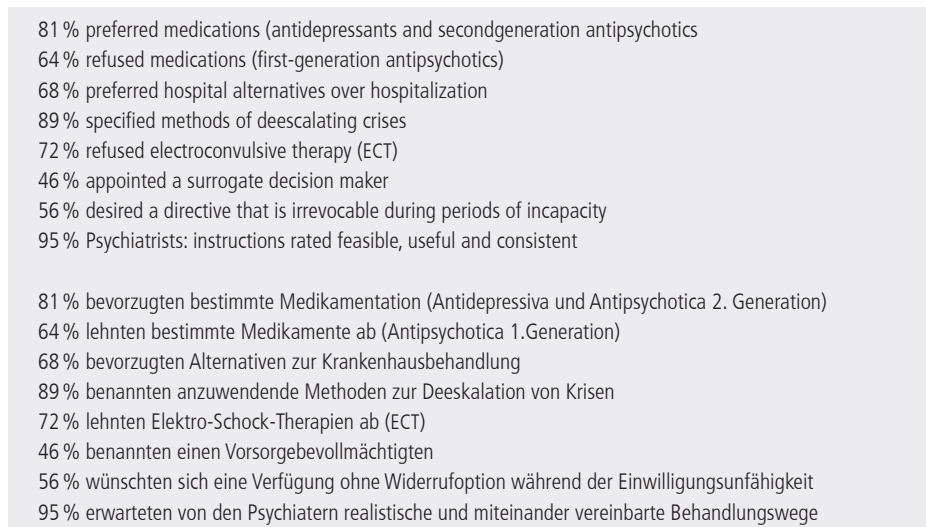 81 % preferred medications (antidepressants and secondgeneration antipsychotics
64 % refused medications (first-generation antipsychotics)
68 % preferred hospital alternatives over hospitalization
89 % specified methods of deescalating crises
72 % refused electroconvulsive therapy (ECT)
46 % appointed a surrogate decision maker
56 % desired a directive that is irrevocable during periods of incapacity
95 % Psychiatrists: instructions rated feasible, useful and consistent

81 % bevorzugten bestimmte Medikamentation (Antidepressiva und Antipsychotica 2. Generation)
64 % lehnten bestimmte Medikamente ab (Antipsychotica 1.Generation)
68 % bevorzugten Alternativen zur Krankenhausbehandlung
89 % benannten anzuwendende Methoden zur Deeskalation von Krisen
72 % lehnten Elektro-Schock-Therapien ab (ECT)
46 % benannten einen Vorsorgebevollmächtigten
56 % wünschten sich eine Verfügung ohne Widerrufoption während der Einwilligungsunfähigkeit
95 % erwarteten von den Psychiatern realistische und miteinander vereinbarte Behandlungswege